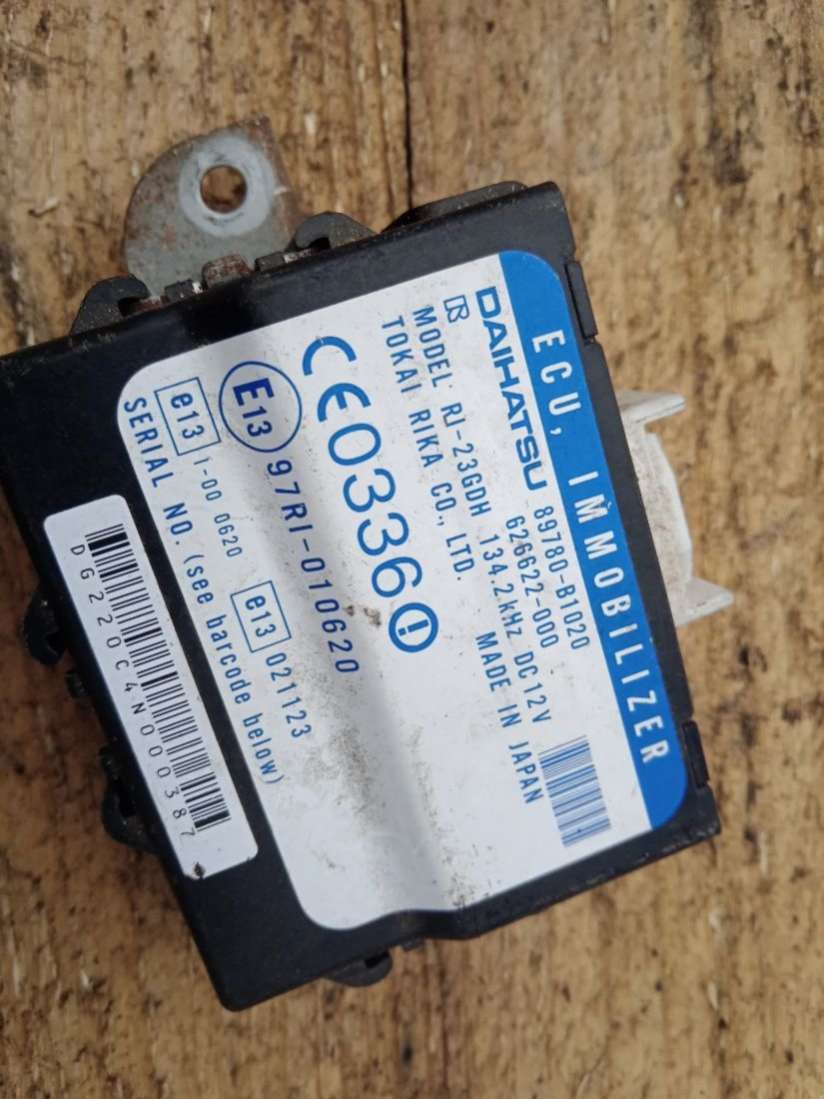 ECU, IMMOBILIZER
DAIHATSU 89780-B1020
626622-000
MODEL RI-23GDH 134.2kHz DC12V
TOKAI RIKA CO., LTD. MADE IN JAPAN
CE0336
E13 97RI-010620
e13 1-00 0620 e13 021123
SERIAL NO. (see barcode below)
DG220C4N000387